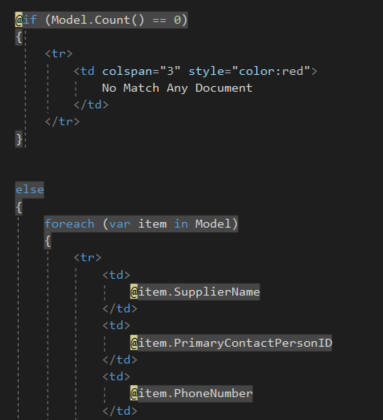 @if (Model.Count() == 0)
{
<tr>
<td colspan="3" style="color:red">
No Match Any Document
</td>
</tr>
}
else
{
foreach (var item in Model)
{
<tr>
<td>
@item.SupplierName
</td>
<td>
@item.PrimaryContactPersonID
</td>
<td>
@item.PhoneNumber
</td>